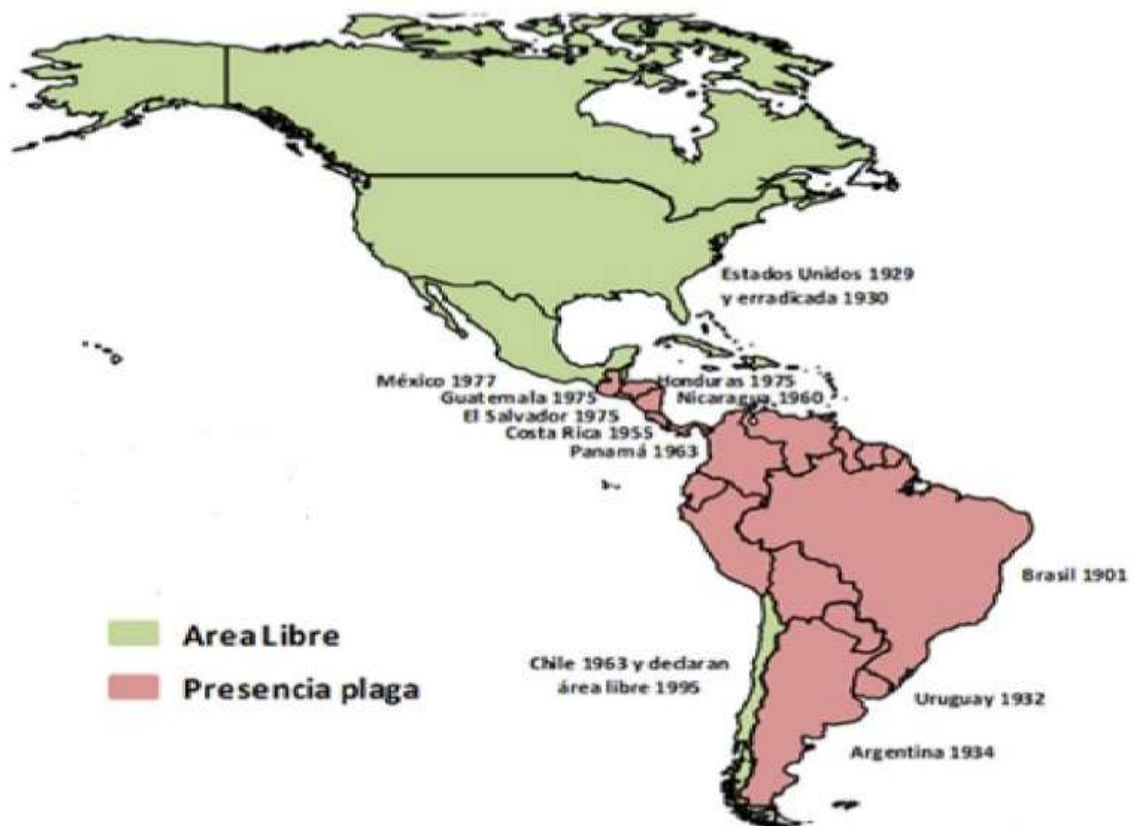 Estados Unidos 1929
y erradicada 1930
México 1977
Honduras 1975
Guatemala 1975
Nicaragua 1960
El Salvador 1975
Costa Rica 1955
Panamá 1963
Brasil 1901
Area Libre
Presencia plaga
Chile 1963 y declaran
área libre 1995
Uruguay 1932
Argentina 1934